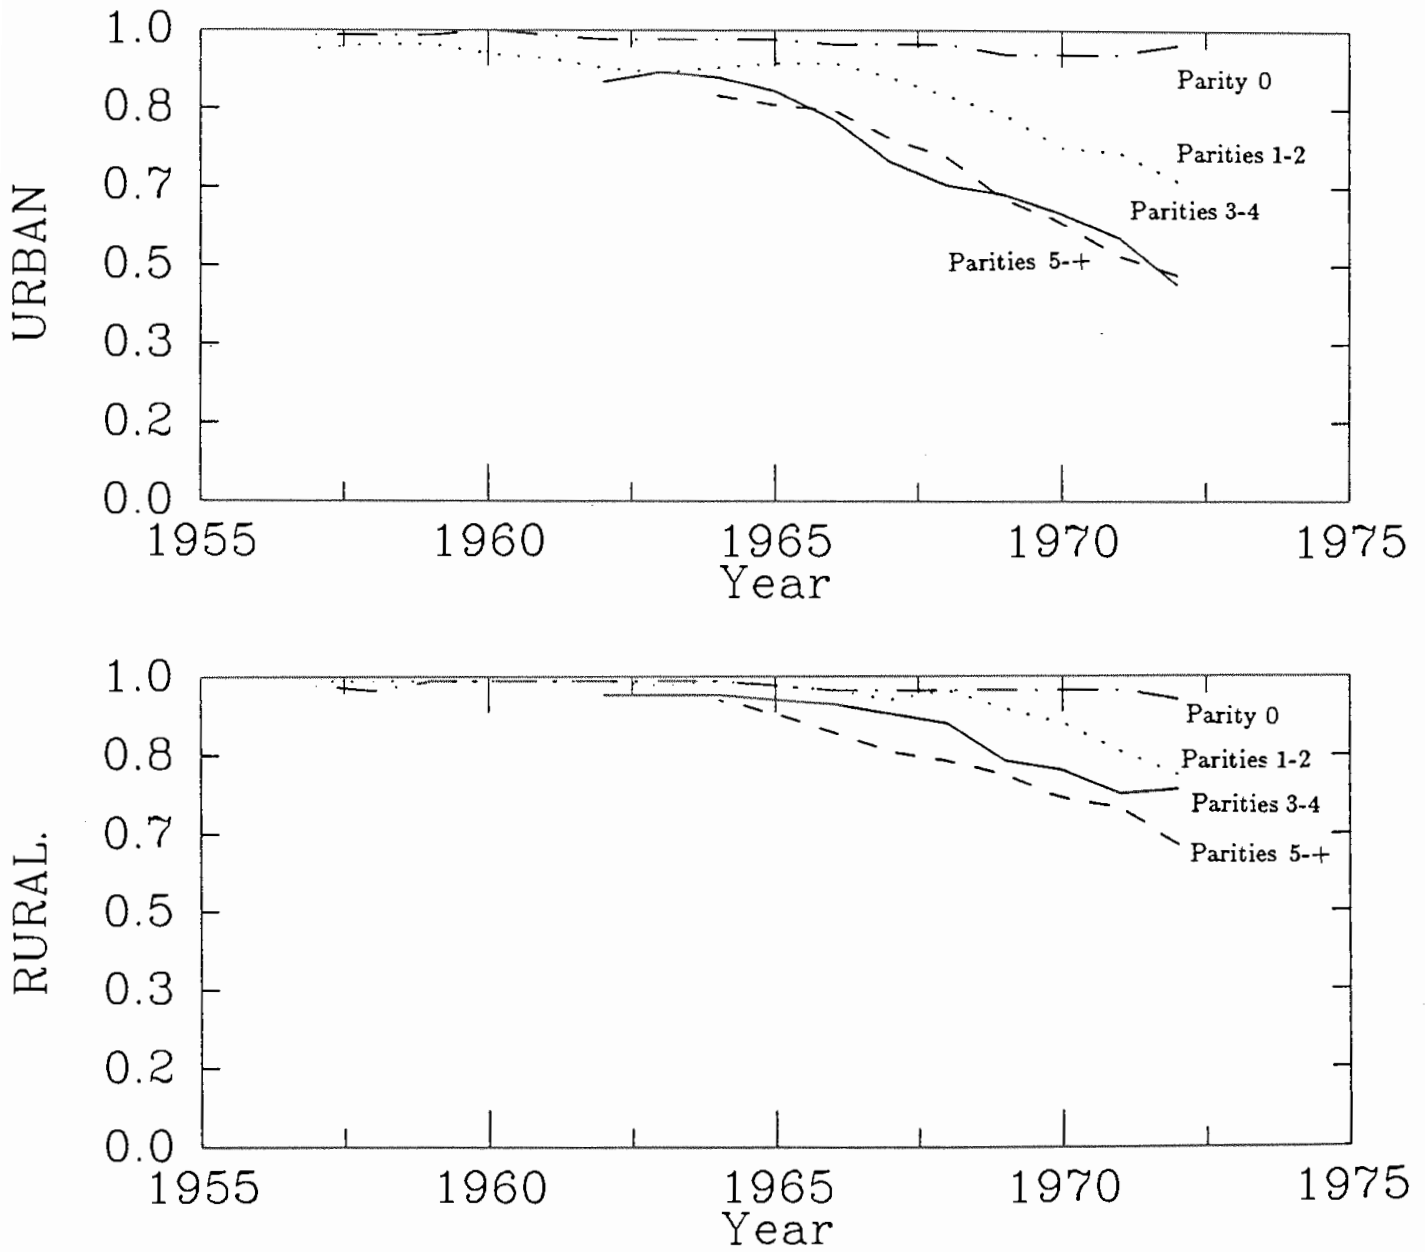 URBAN
1.0
0.8
0.7
0.5
0.3
0.2
0.0
Parity 0
Parities 1-2
Parities 3-4
Parities 5-+
1955 1960 1965 1970 1975
Year
RURAL.
1.0
0.8
0.7
0.5
0.3
0.2
0.0
Parity 0
Parities 1-2
Parities 3-4
Parities 5-+
1955 1960 1965 1970 1975
Year